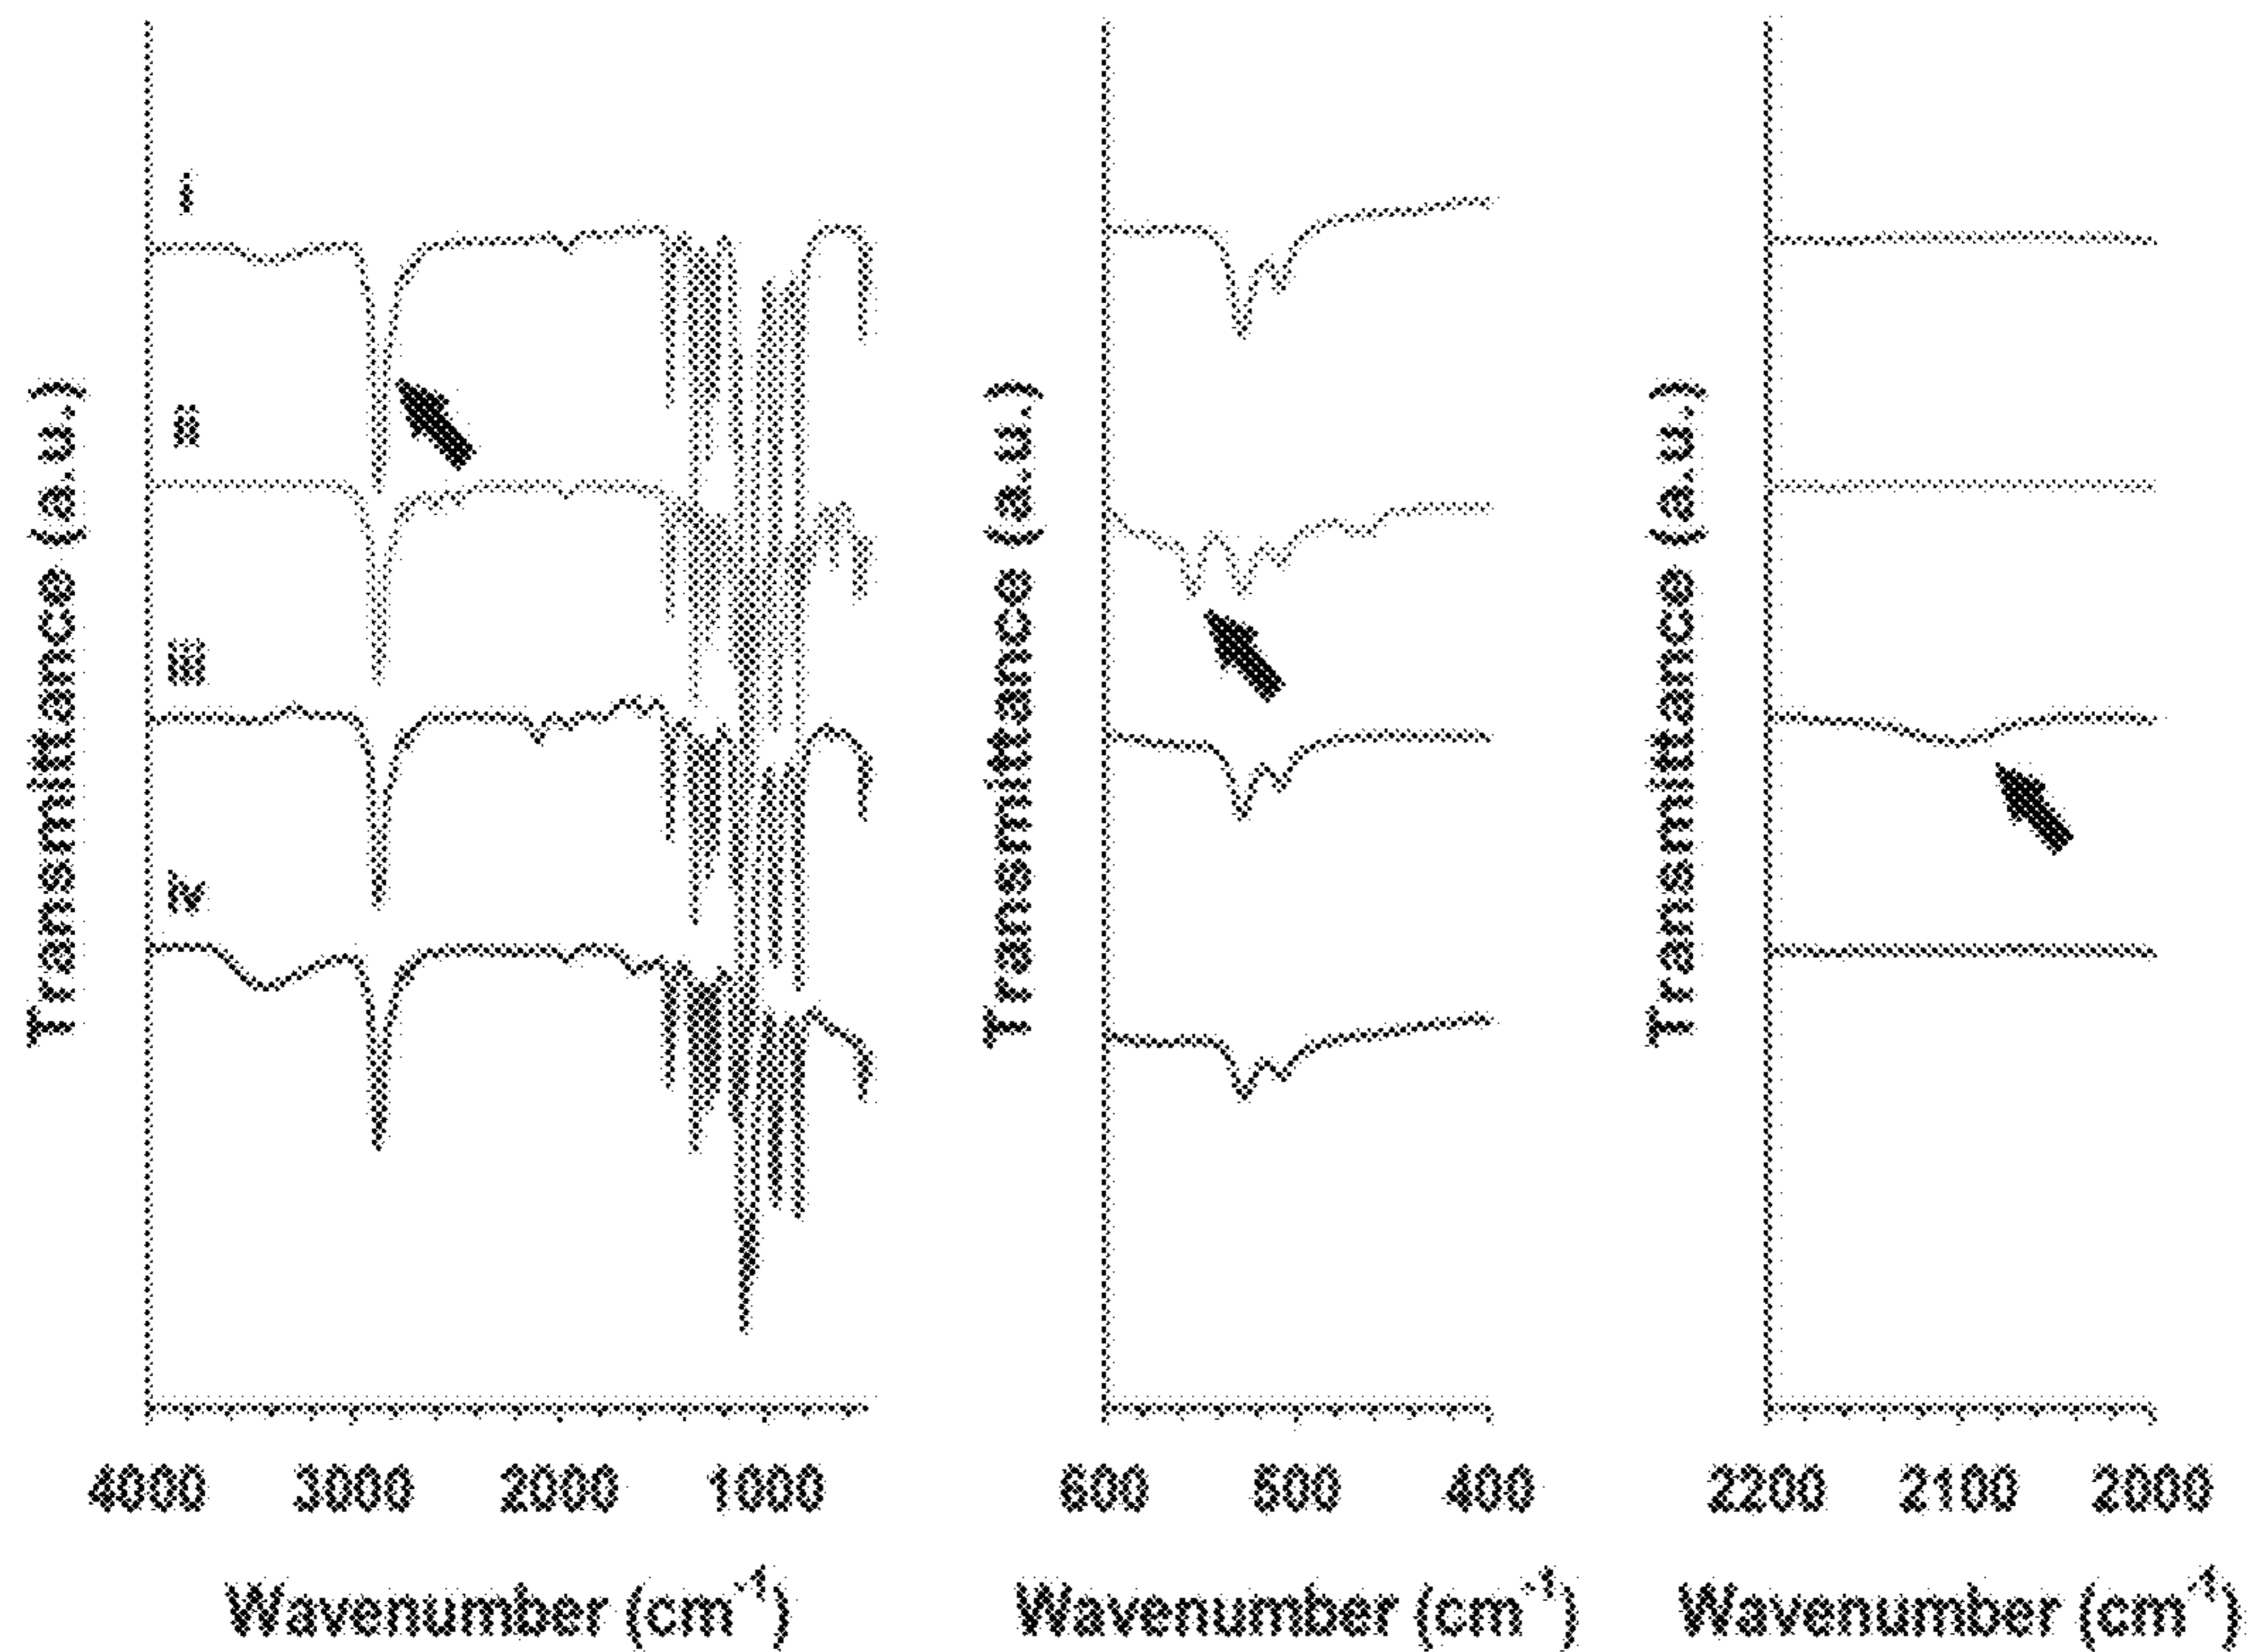 i
ii
iii
iv
Transmittance (a.u.)
4000 3000 2000 1000
Wavenumber (cm⁻¹)
Transmittance (a.u.)
600 500 400
Wavenumber (cm⁻¹)
Transmittance (a.u.)
2200 2100 2000
Wavenumber (cm⁻¹)